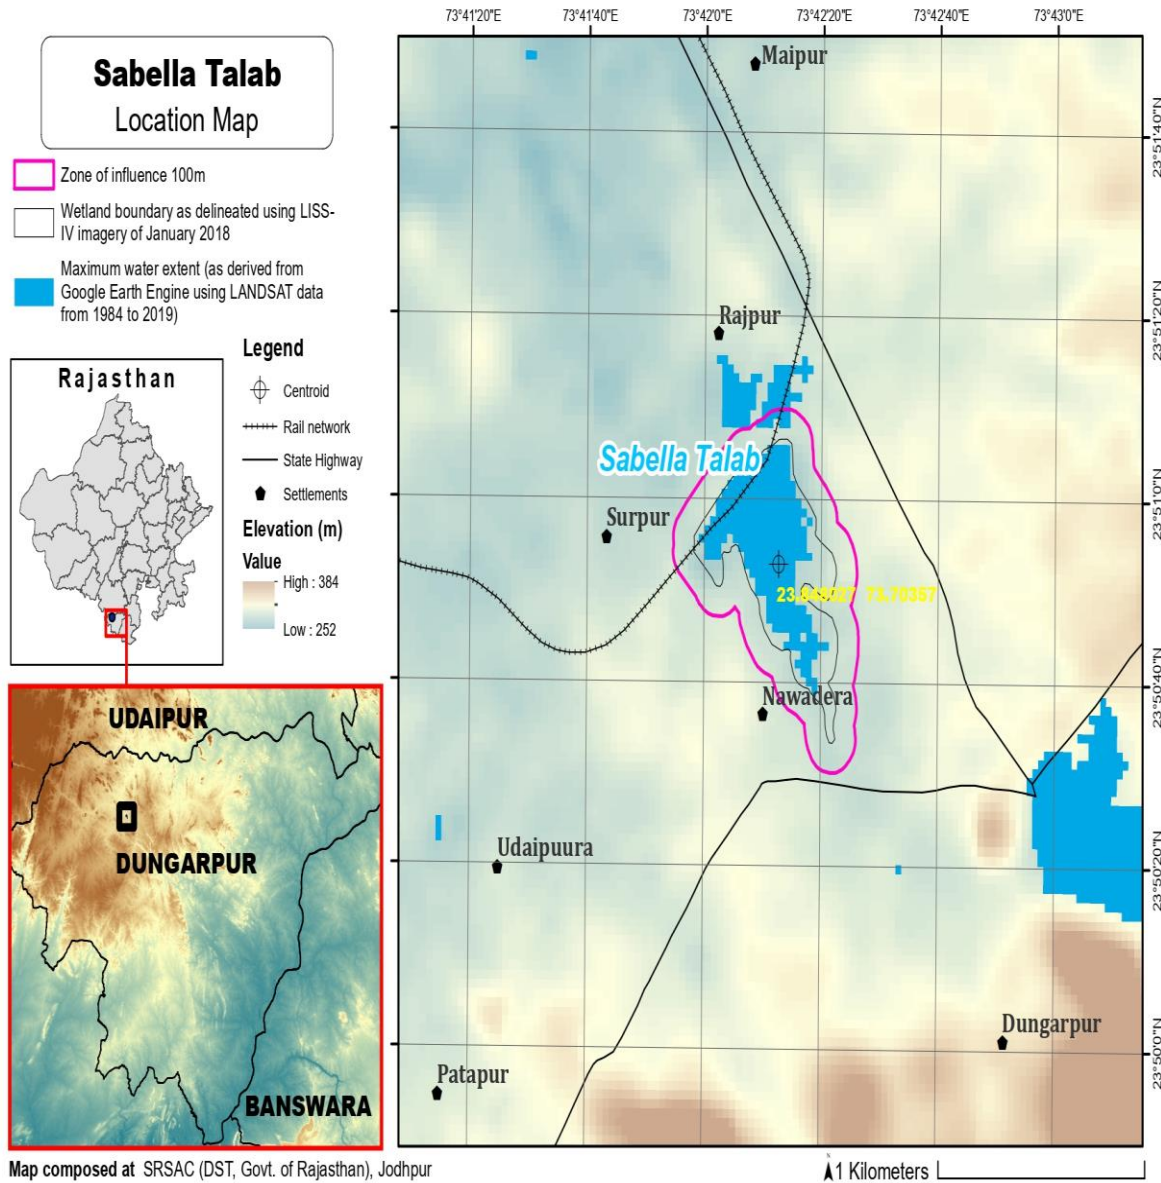 Sabella Talab
Location Map
Zone of influence 100m
Wetland boundary as delineated using LISS-
IV imagery of January 2018
Maximum water extent (as derived from
Google Earth Engine using LANDSAT data
from 1984 to 2019)
Rajasthan
Legend
Centroid
Rail network
State Highway
Settlements
Elevation (m)
Value
High : 384
Low : 252
UDAIPUR
DUNGARPUR
BANSWARA
Map composed at SRSAC (DST, Govt. of Rajasthan), Jodhpur
73°41'20"E 73°41'40"E 73°42'0"E 73°42'20"E 73°42'40"E 73°43'0"E
Maipur
23°51'40"N
Rajpur
23°51'20"N
Sabella Talab
23°51'0"N
Surpur
73.70357
23°50'40"N
Nawadera
Udaipuura
23°50'20"N
Dungarpur
23°50'0"N
Patapur
1 Kilometers